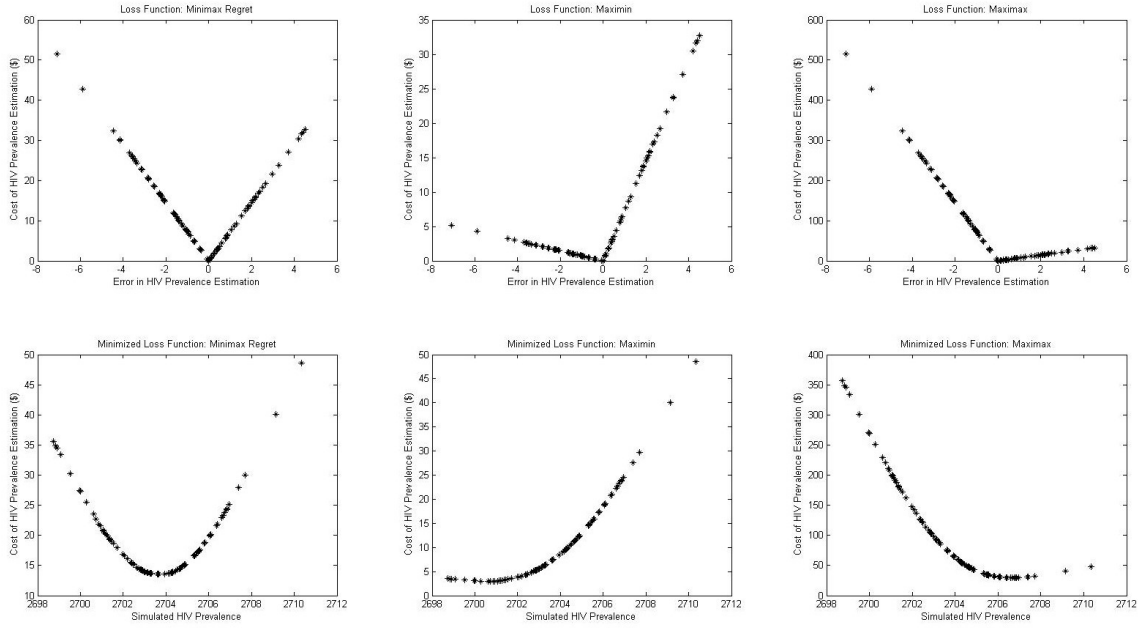 Loss Function: Minimax Regret
60
50
40
30
20
10
0
Cost of HIV Prevalence Estimation ($)
-8 -6 -4 -2 0 2 4 6
Error in HIV Prevalence Estimation
Loss Function: Maximin
35
30
25
20
15
10
5
0
Cost of HIV Prevalence Estimation ($)
-8 -6 -4 -2 0 2 4 6
Error in HIV Prevalence Estimation
Loss Function: Maximax
600
500
400
300
200
100
0
Cost of HIV Prevalence Estimation ($)
-8 -6 -4 -2 0 2 4 6
Error in HIV Prevalence Estimation
Minimized Loss Function: Minimax Regret
50
45
40
35
30
25
20
15
10
Cost of HIV Prevalence Estimation ($)
2698 2700 2702 2704 2706 2708 2710 2712
Simulated HIV Prevalence
Minimized Loss Function: Maximin
50
45
40
35
30
25
20
15
10
5
0
Cost of HIV Prevalence Estimation ($)
2698 2700 2702 2704 2706 2708 2710 2712
Simulated HIV Prevalence
Minimized Loss Function: Maximax
400
350
300
250
200
150
100
50
0
Cost of HIV Prevalence Estimation ($)
2698 2700 2702 2704 2706 2708 2710 2712
Simulated HIV Prevalence